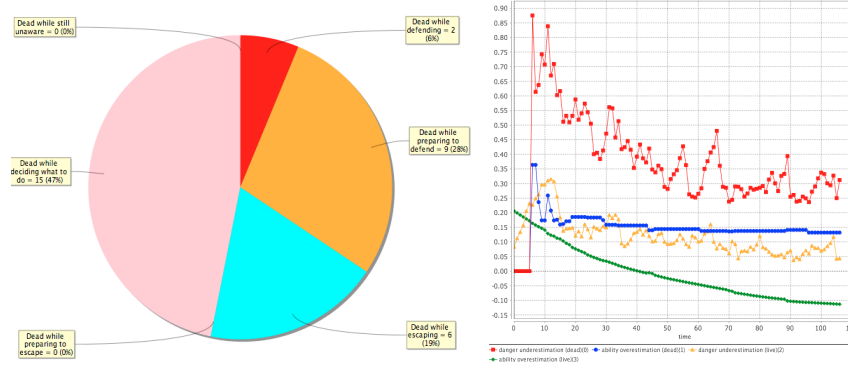 Dead while still
unaware = 0 (0%)
Dead while
defending = 2
(6%)
Dead while
preparing to
defend = 9 (28%)
Dead while
deciding what to
do = 15 (47%)
Dead while
preparing to
escape = 0 (0%)
Dead while
escaping = 6
(19%)
0.90
0.85
0.80
0.75
0.70
0.65
0.60
0.55
0.50
0.45
0.40
0.35
0.30
0.25
0.20
0.15
0.10
0.05
0.00
-0.05
-0.10
-0.15
0 10 20 30 40 50 60 70 80 90 100
time
danger underestimation (dead)(0) ability overestimation (dead)(1) danger underestimation (live)(2)
ability overestimation (live)(3)